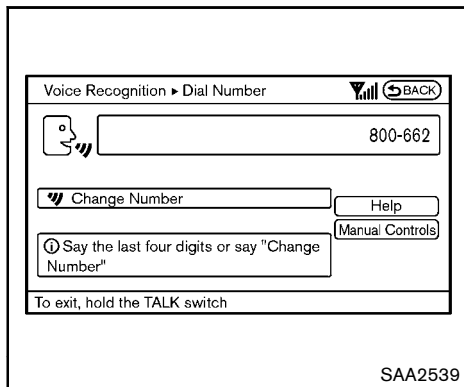 Voice Recognition ▸ Dial Number BACK
800-662
Change Number
Help
Manual Controls
Say the last four digits or say "Change
Number"
To exit, hold the TALK switch
SAA2539